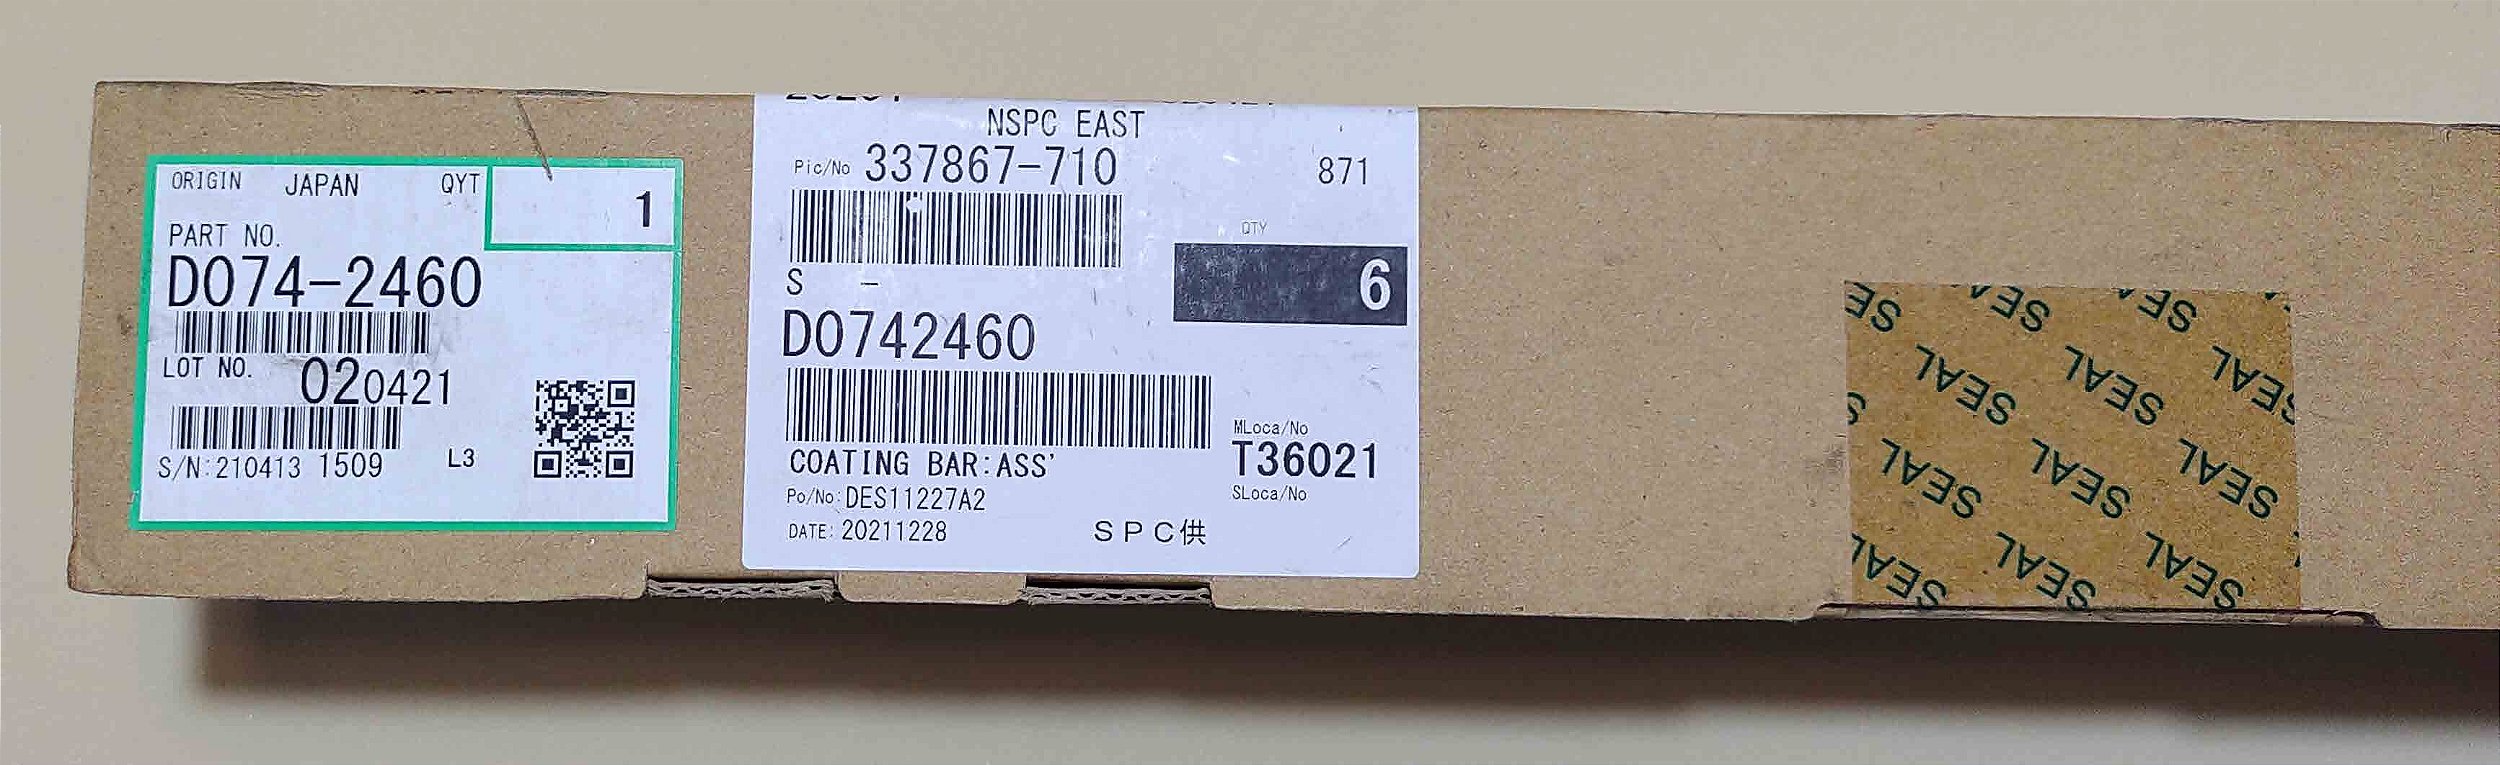 ORIGIN JAPAN QYT 1
PART NO.
D074-2460
LOT NO. 020421
S/N:210413 1509 L3
NSPC EAST
Pic/No 337867-710 871
QTY
6
S -
D0742460
MLoca/No
COATING BAR:ASS' T36021
Po/No:DES11227A2 SLoca/No
DATE:20211228 SPC供
SEAL SEAL SEAL
SEAL SEAL SEAL
SEAL SEAL SEAL